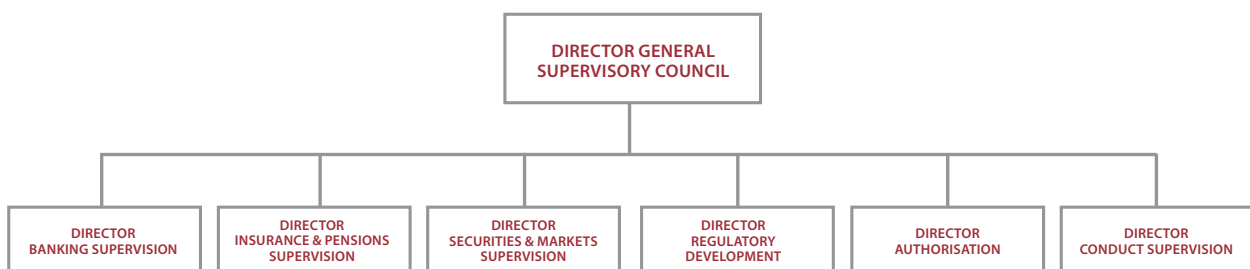 DIRECTOR GENERAL
SUPERVISORY COUNCIL
DIRECTOR
BANKING SUPERVISION
DIRECTOR
INSURANCE & PENSIONS
SUPERVISION
DIRECTOR
SECURITIES & MARKETS
SUPERVISION
DIRECTOR
REGULATORY
DEVELOPMENT
DIRECTOR
AUTHORISATION
DIRECTOR
CONDUCT SUPERVISION